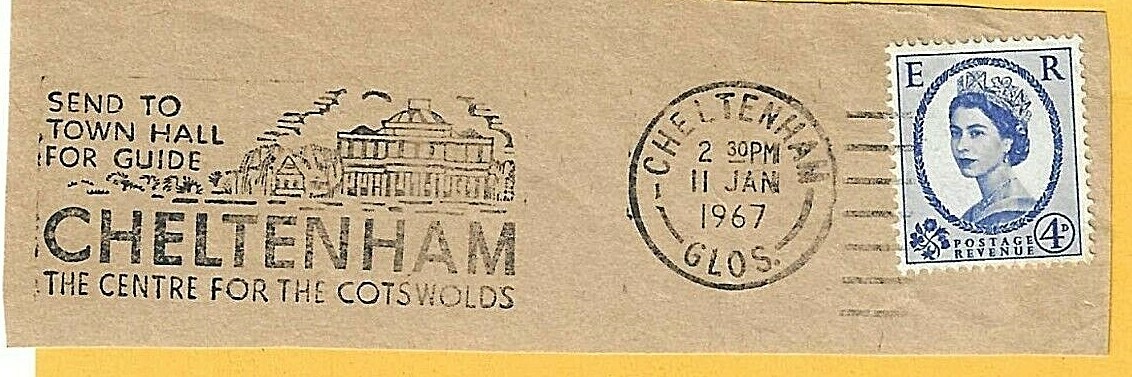 SEND TO
TOWN HALL
FOR GUIDE
CHELTENHAM
THE CENTRE FOR THE COTSWOLDS
CHELTENHAM
2 30PM
11 JAN
1967
GLOS.
E R
POSTAGE
REVENUE
4D